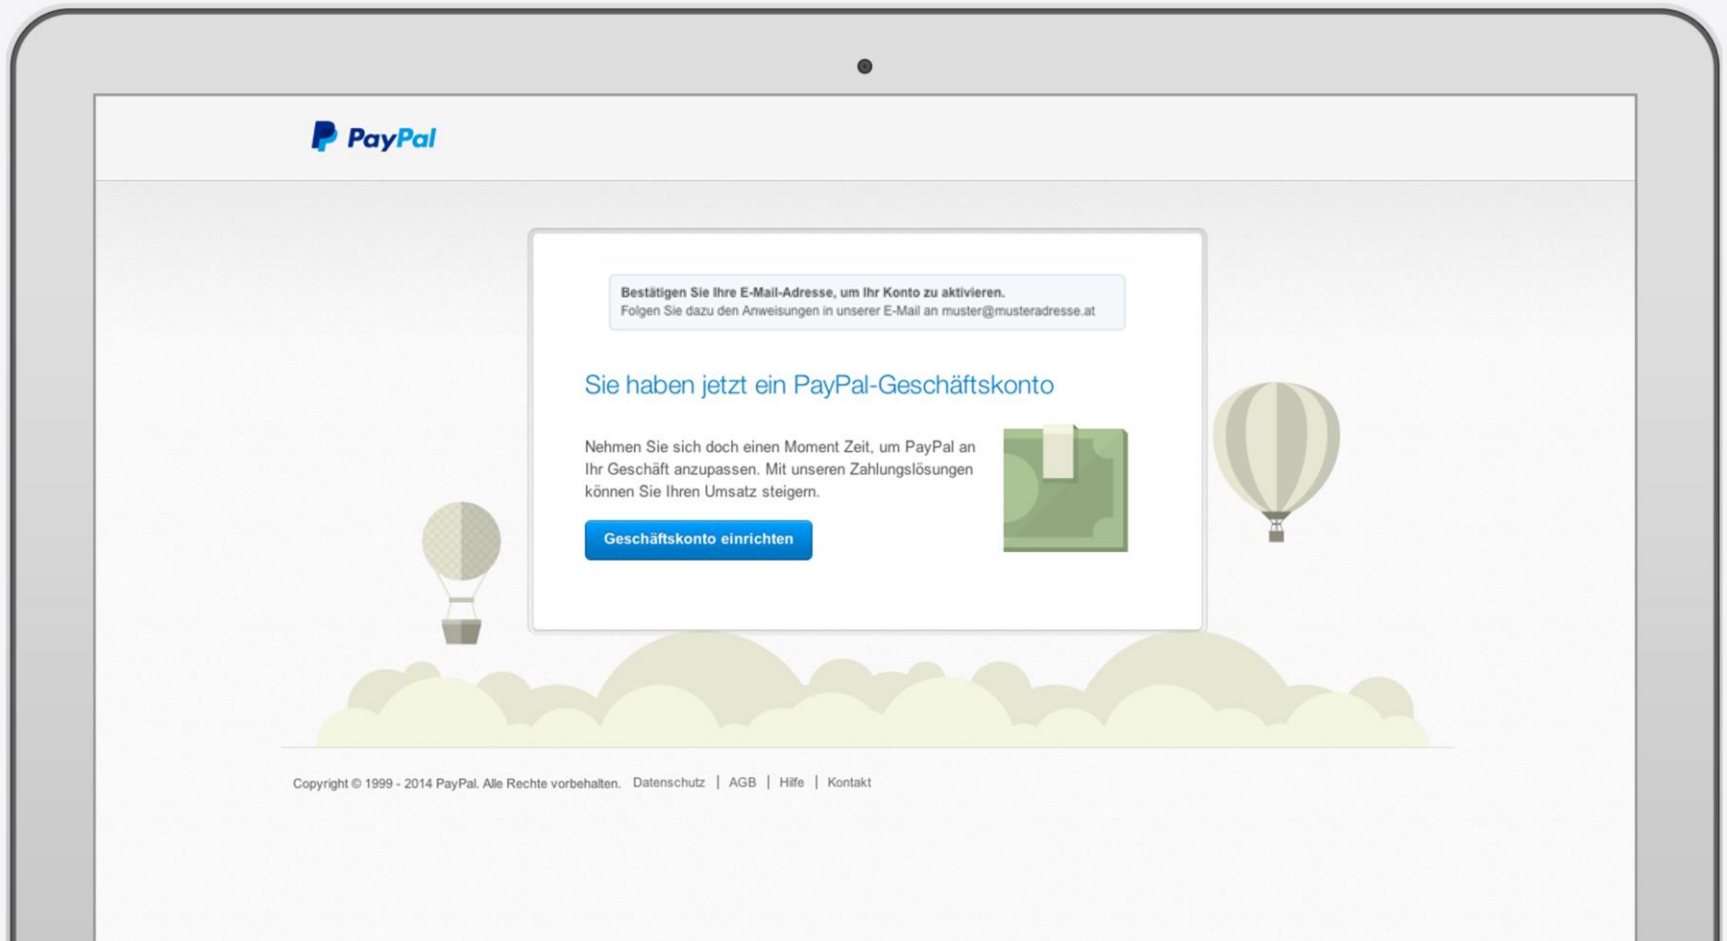 PayPal
Bestätigen Sie Ihre E-Mail-Adresse, um Ihr Konto zu aktivieren.
Folgen Sie dazu den Anweisungen in unserer E-Mail an muster@musteradresse.at
Sie haben jetzt ein PayPal-Geschäftskonto
Nehmen Sie sich doch einen Moment Zeit, um PayPal an
Ihr Geschäft anzupassen. Mit unseren Zahlungslösungen
können Sie Ihren Umsatz steigern.
Geschäftskonto einrichten
Copyright © 1999 - 2014 PayPal. Alle Rechte vorbehalten. Datenschutz | AGB | Hilfe | Kontakt